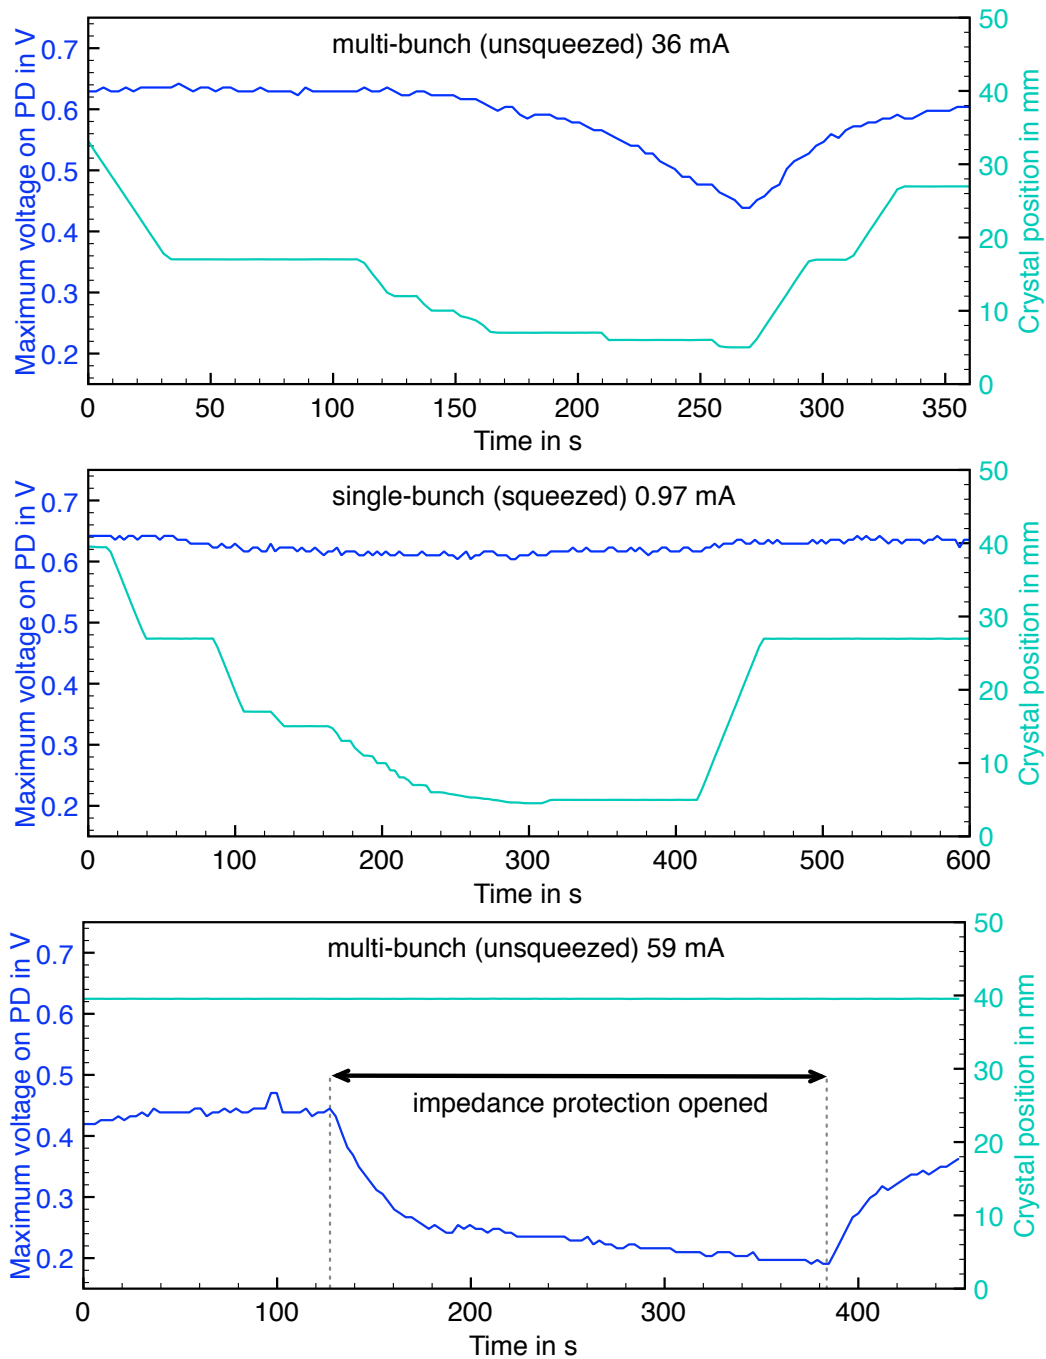 multi-bunch (unsqueezed) 36 mA
Maximum voltage on PD in V
0.7
0.6
0.5
0.4
0.3
0.2
50
40
30
20
10
0
Crystal position in mm
0 50 100 150 200 250 300 350
Time in s
single-bunch (squeezed) 0.97 mA
Maximum voltage on PD in V
0.7
0.6
0.5
0.4
0.3
0.2
50
40
30
20
10
0
Crystal position in mm
0 100 200 300 400 500 600
Time in s
multi-bunch (unsqueezed) 59 mA
Maximum voltage on PD in V
0.7
0.6
0.5
0.4
0.3
0.2
50
40
30
20
10
0
Crystal position in mm
impedance protection opened
0 100 200 300 400
Time in s